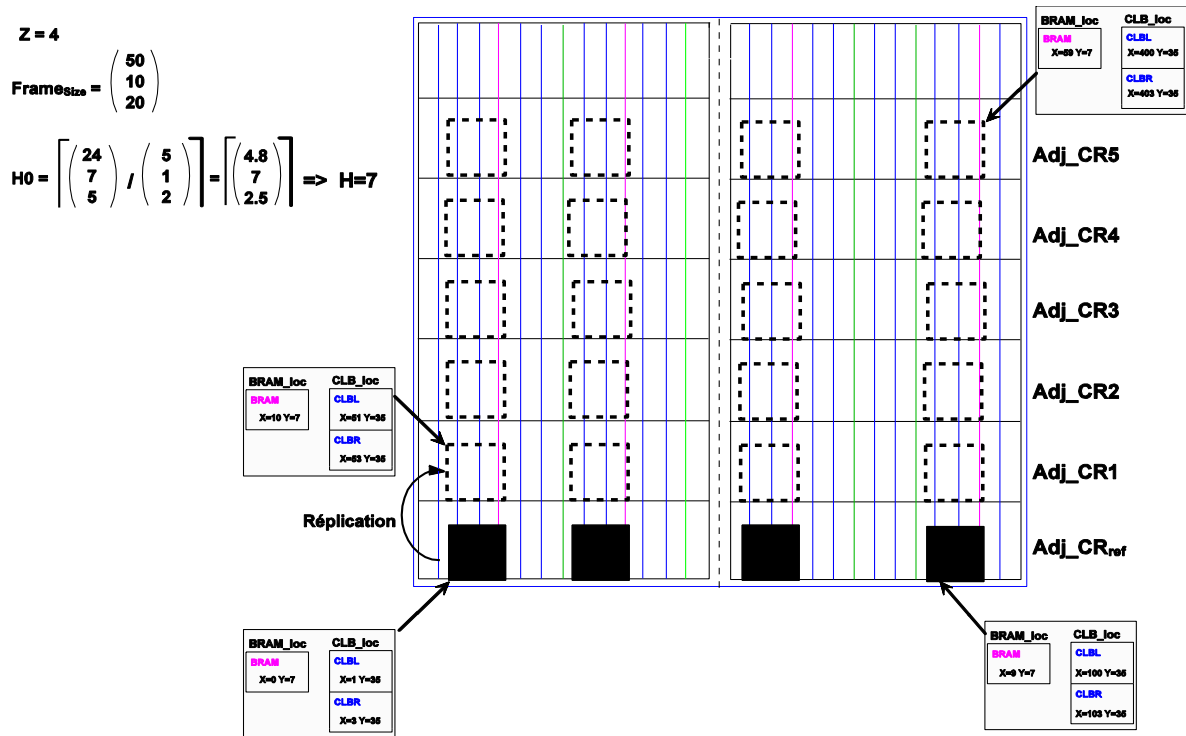 Z = 4
FrameSize = ( 50 10 20 )
H0 = ⌈( 24 7 5 ) / ( 5 1 2 )⌉ = ⌈( 4.8 7 2.5 )⌉ => H=7
BRAM_loc CLB_loc
BRAM CLBL
X=59 Y=7 X=400 Y=35
CLBR
X=403 Y=35
Adj_CR5
Adj_CR4
Adj_CR3
Adj_CR2
Adj_CR1
Adj_CRref
BRAM_loc CLB_loc
BRAM CLBL
X=10 Y=7 X=51 Y=35
CLBR
X=53 Y=35
Réplication
BRAM_loc CLB_loc
BRAM CLBL
X=0 Y=7 X=1 Y=35
CLBR
X=3 Y=35
BRAM_loc CLB_loc
BRAM CLBL
X=9 Y=7 X=100 Y=35
CLBR
X=103 Y=35